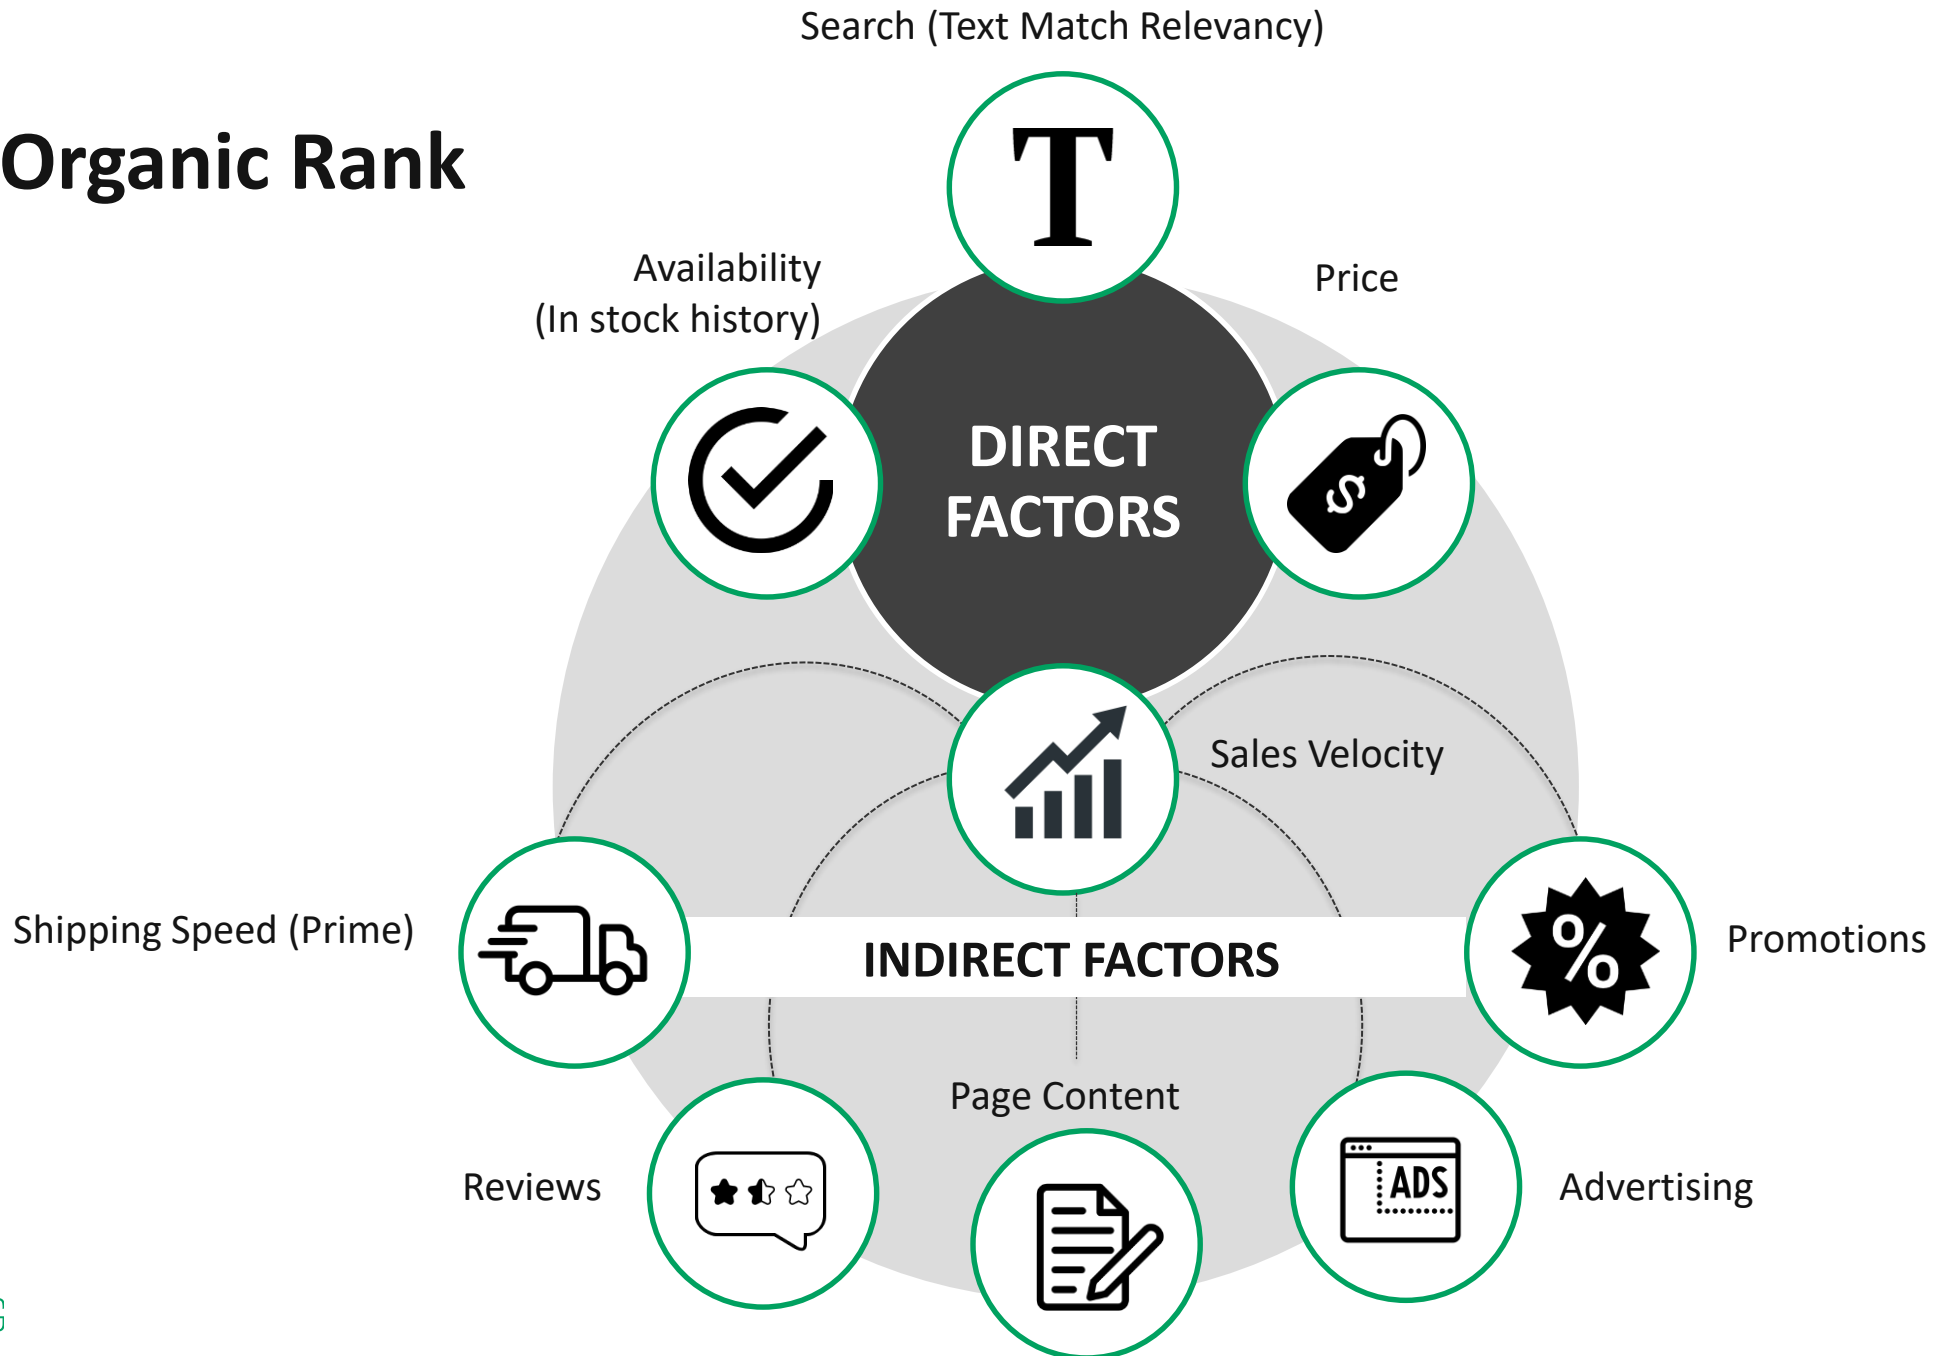 Search (Text Match Relevancy)
Organic Rank
T
Availability
(In stock history)
Price
$
DIRECT
FACTORS
Sales Velocity
Shipping Speed (Prime)
INDIRECT FACTORS
%
Promotions
Page Content
Reviews
ADS
Advertising